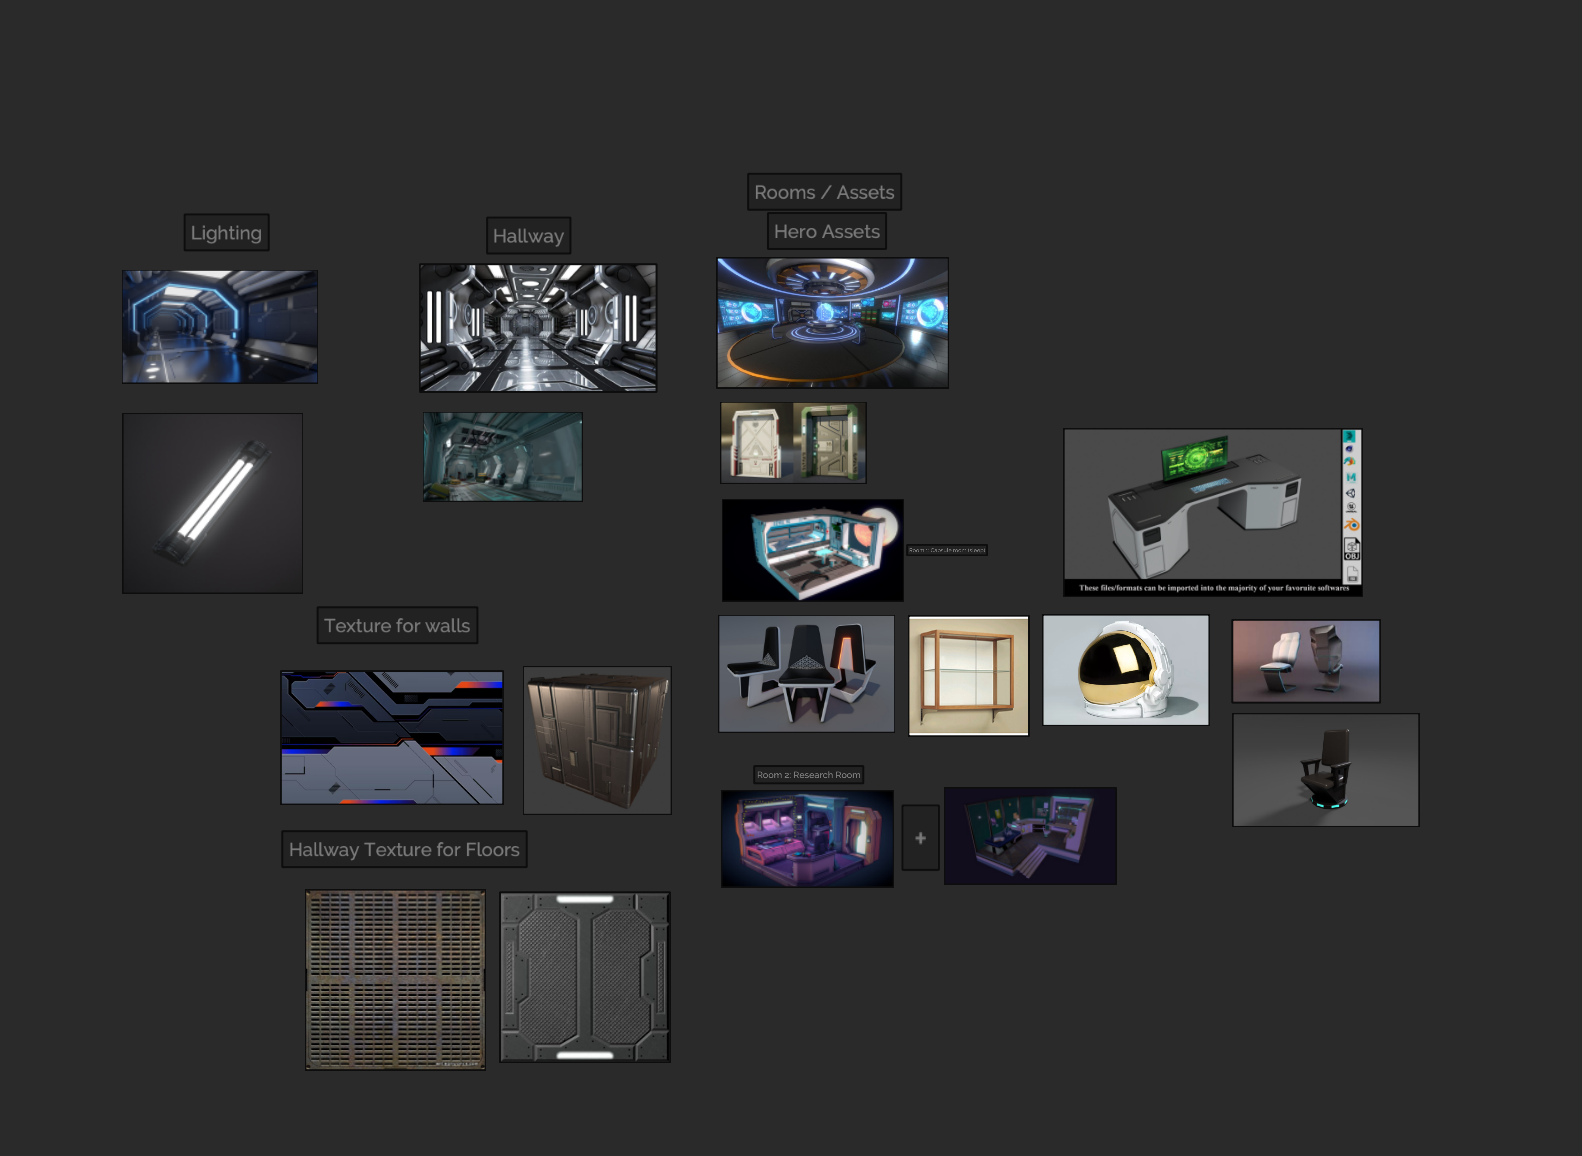 Rooms / Assets
Lighting
Hallway
Hero Assets
OBJ
These files/formats can be imported into the majority of your favoruite softwares
Texture for walls
Room 2: Research Room
+
Hallway Texture for Floors